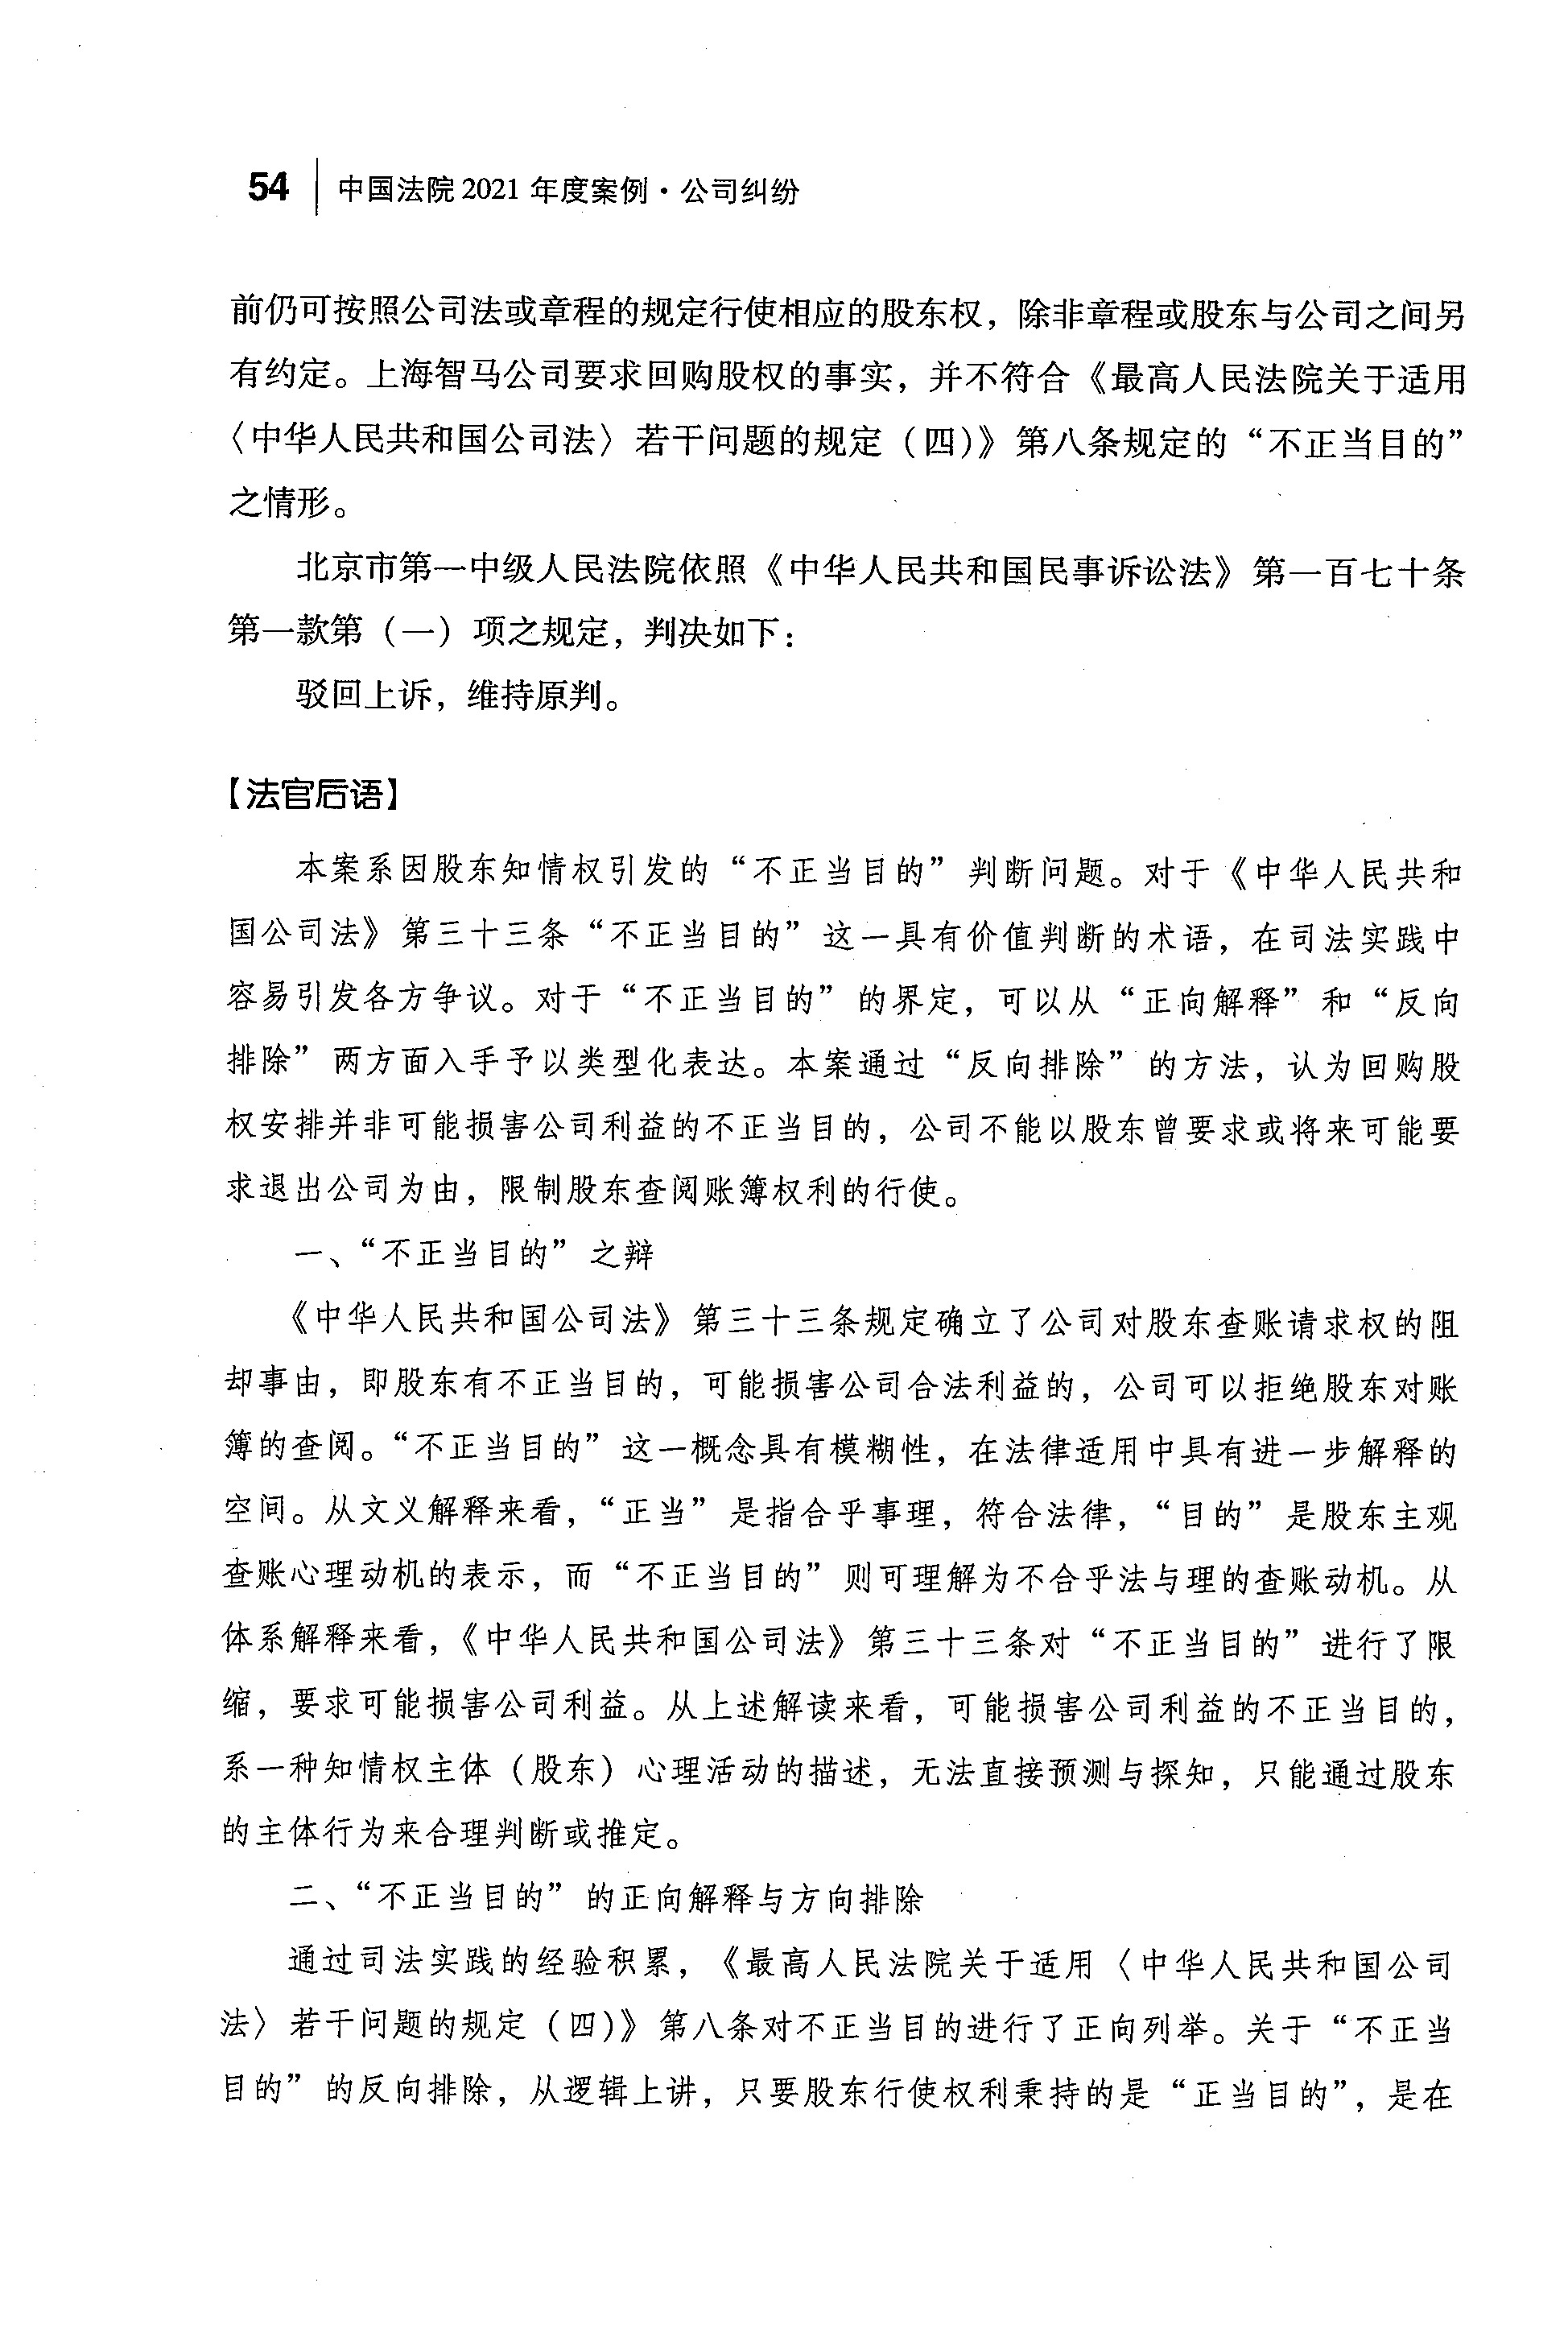 54 中国法院 2021 年度案例·公司纠纷
前仍可按照公司法或章程的规定行使相应的股东权，除非章程或股东与公司之间另
有约定。上海智马公司要求回购股权的事实，并不符合《最高人民法院关于适用
〈中华人民共和国公司法〉若干问题的规定（四）》第八条规定的“不正当目的”
之情形。
北京市第一中级人民法院依照《中华人民共和国民事诉讼法》第一百七十条
第一款第（一）项之规定，判决如下：
驳回上诉，维持原判。
【法官后语】
本案系因股东知情权引发的“不正当目的”判断问题。对于《中华人民共和
国公司法》第三十三条“不正当目的”这一具有价值判断的术语，在司法实践中
容易引发各方争议。对于“不正当目的”的界定，可以从“正向解释”和“反向
排除”两方面入手予以类型化表达。本案通过“反向排除”的方法，认为回购股
权安排并非可能损害公司利益的不正当目的，公司不能以股东曾要求或将来可能要
求退出公司为由，限制股东查阅账簿权利的行使。
一、“不正当目的”之辩
《中华人民共和国公司法》第三十三条规定确立了公司对股东查账请求权的阻
却事由，即股东有不正当目的，可能损害公司合法利益的，公司可以拒绝股东对账
簿的查阅。“不正当目的”这一概念具有模糊性，在法律适用中具有进一步解释的
空间。从文义解释来看，“正当”是指合乎事理，符合法律，“目的”是股东主观
查账心理动机的表示，而“不正当目的”则可理解为不合乎法与理的查账动机。从
体系解释来看，《中华人民共和国公司法》第三十三条对“不正当目的”进行了限
缩，要求可能损害公司利益。从上述解读来看，可能损害公司利益的不正当目的，
系一种知情权主体（股东）心理活动的描述，无法直接预测与探知，只能通过股东
的主体行为来合理判断或推定。
二、“不正当目的”的正向解释与方向排除
通过司法实践的经验积累，《最高人民法院关于适用〈中华人民共和国公司
法〉若干问题的规定（四）》第八条对不正当目的进行了正向列举。关于“不正当
目的”的反向排除，从逻辑上讲，只要股东行使权利秉持的是“正当目的”，是在